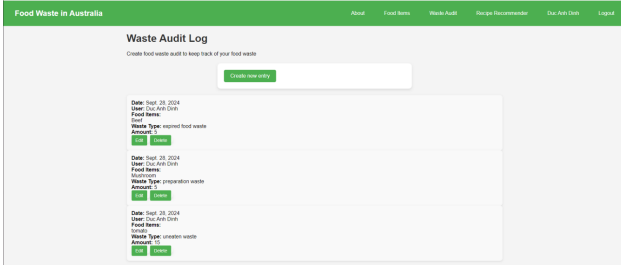 Food Waste in Australia
About Food Items Waste Audit Recipe Recommender Duc Anh Dinh Logout
Waste Audit Log
Create food waste audit to keep track of your food waste
Create new entry
Date: Sept. 28, 2024
User: Duc Anh Dinh
Food Items:
Beef
Waste Type: expired food waste
Amount: 5
Edit Delete
Date: Sept. 28, 2024
User: Duc Anh Dinh
Food Items:
Mushroom
Waste Type: preparation waste
Amount: 5
Edit Delete
Date: Sept. 28, 2024
User: Duc Anh Dinh
Food Items:
tomato
Waste Type: uneaten waste
Amount: 15
Edit Delete